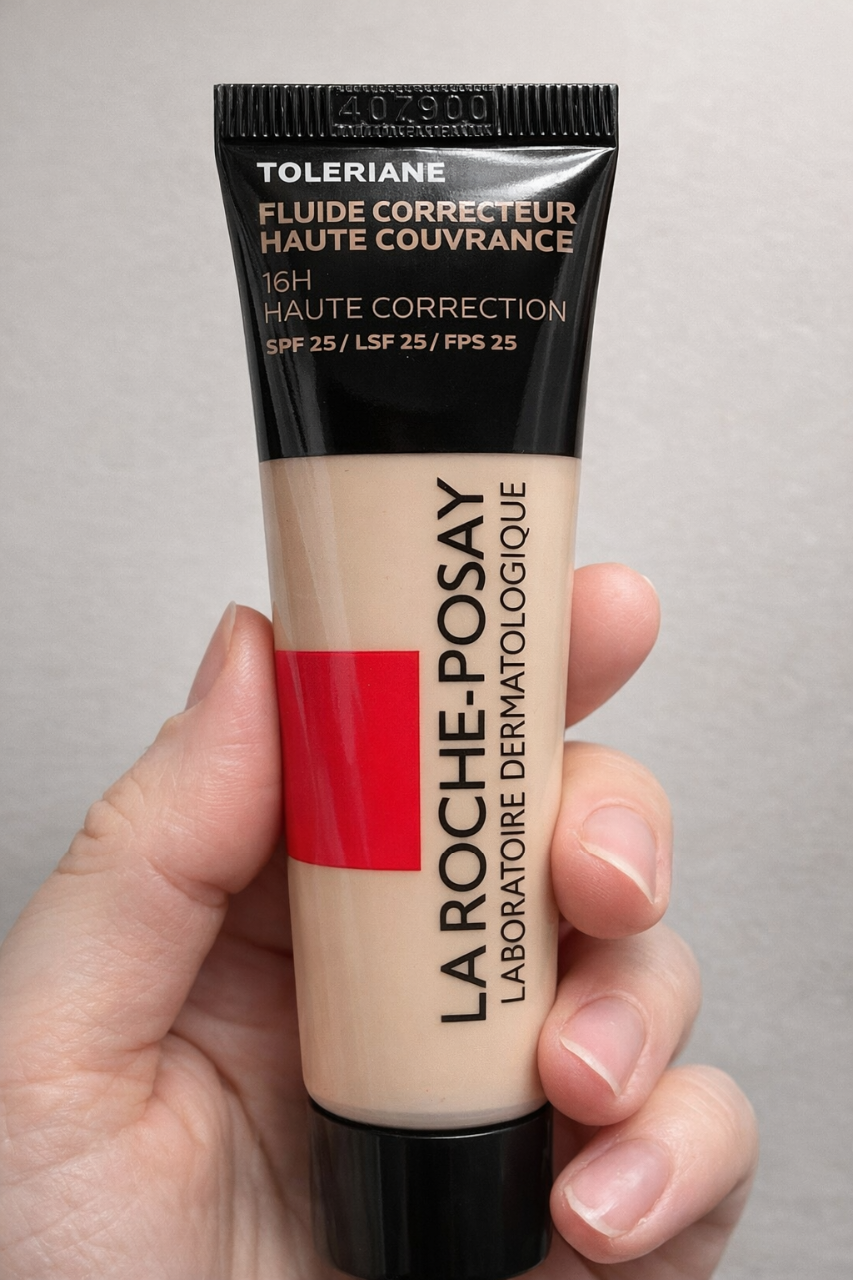 407900
TOLERIANE
FLUIDE CORRECTEUR
HAUTE COUVRANCE
16H
HAUTE CORRECTION
SPF 25 / LSF 25 / FPS 25
LA ROCHE-POSAY
LABORATOIRE DERMATOLOGIQUE